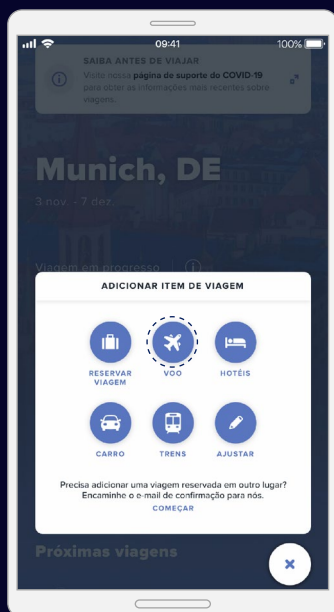 09:41
100%
SAIBA ANTES DE VIAJAR
Visite nossa página de suporte do COVID-19
para obter as informações mais recentes sobre
viagens.
Munich, DE
3 nov. - 7 dez.
Viagem em progresso
ADICIONAR ITEM DE VIAGEM
RESERVAR
VIAGEM
VOO
HOTÉIS
CARRO
TRENS
AJUSTAR
Precisa adicionar uma viagem reservada em outro lugar?
Encaminhe o e-mail de confirmação para nós.
COMEÇAR
Próximas viagens